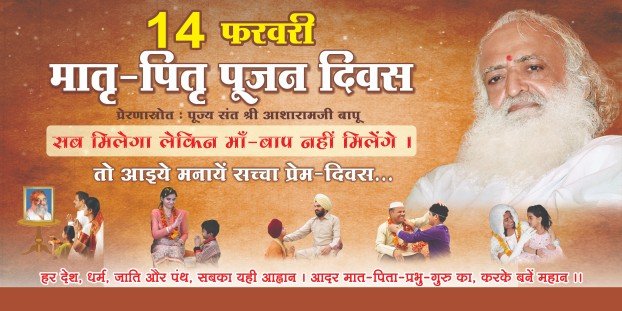 14 फरवरी
मातृ-पितृ पूजन दिवस
प्रेरणास्रोत : पूज्य संत श्री आशारामजी बापू
सब मिलेगा लेकिन माँ-बाप नहीं मिलेंगे ।
तो आइये मनायें सच्चा प्रेम-दिवस...
हर देश, धर्म, जाति और पंथ, सबका यही आह्वान । आदर मात-पिता-प्रभु-गुरु का, करके बनें महान ।।